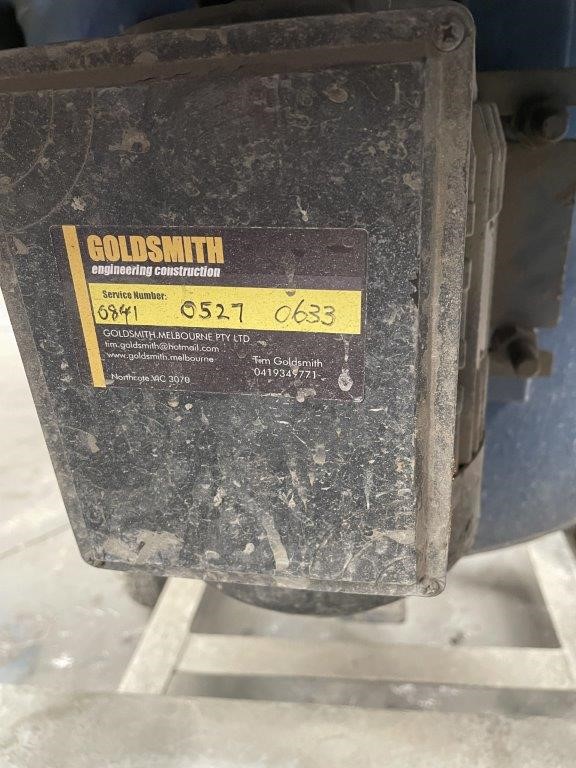 GOLDSMITH
engineering construction
Service Number:
0841 0527 0633
GOLDSMITH.MELBOURNE PTY LTD
tim.goldsmith@hotmail.com
www.goldsmith.melbourne
Tim Goldsmith
0419349771
Northcote VIC 3070